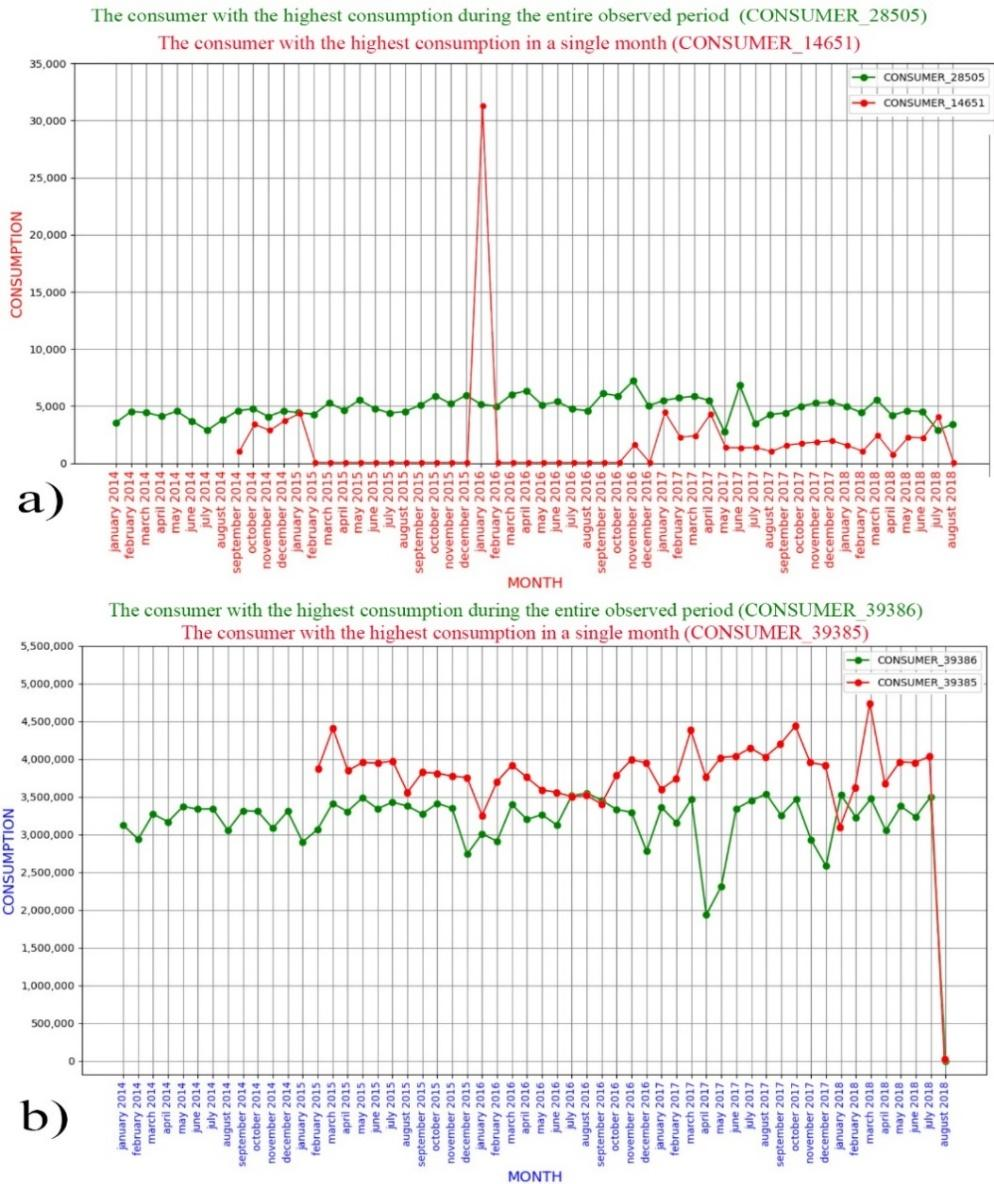 The consumer with the highest consumption during the entire observed period (CONSUMER_28505)
The consumer with the highest consumption in a single month (CONSUMER_14651)
CONSUMER_28505
CONSUMER_14651
35,000
30,000
25,000
20,000
15,000
10,000
5,000
0
CONSUMPTION
january 2014
february 2014
march 2014
april 2014
may 2014
june 2014
july 2014
august 2014
september 2014
october 2014
november 2014
december 2014
january 2015
february 2015
march 2015
april 2015
may 2015
june 2015
july 2015
august 2015
september 2015
october 2015
november 2015
december 2015
january 2016
february 2016
march 2016
april 2016
may 2016
june 2016
july 2016
august 2016
september 2016
october 2016
november 2016
december 2016
january 2017
february 2017
march 2017
april 2017
may 2017
june 2017
july 2017
august 2017
september 2017
october 2017
november 2017
december 2017
january 2018
february 2018
march 2018
april 2018
may 2018
june 2018
july 2018
august 2018
a)
MONTH
The consumer with the highest consumption during the entire observed period (CONSUMER_39386)
The consumer with the highest consumption in a single month (CONSUMER_39385)
CONSUMER_39386
CONSUMER_39385
5,500,000
5,000,000
4,500,000
4,000,000
3,500,000
3,000,000
2,500,000
2,000,000
1,500,000
1,000,000
500,000
0
CONSUMPTION
january 2014
february 2014
march 2014
april 2014
may 2014
june 2014
july 2014
august 2014
september 2014
october 2014
november 2014
december 2014
january 2015
february 2015
march 2015
april 2015
may 2015
june 2015
july 2015
august 2015
september 2015
october 2015
november 2015
december 2015
january 2016
february 2016
march 2016
april 2016
may 2016
june 2016
july 2016
august 2016
september 2016
october 2016
november 2016
december 2016
january 2017
february 2017
march 2017
april 2017
may 2017
june 2017
july 2017
august 2017
september 2017
october 2017
november 2017
december 2017
january 2018
february 2018
march 2018
april 2018
may 2018
june 2018
july 2018
august 2018
b)
MONTH